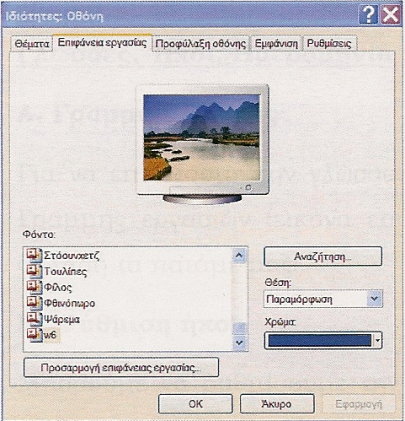 Ιδιότητες: Οθόνη
Θέματα Επιφάνεια εργασίας Προφύλαξη οθόνης Εμφάνιση Ρυθμίσεις
Φόντο:
Στόουνχετζ
Τουλίπες
Φίλος
Φθινόπωρο
Ψάρεμα
w6
Αναζήτηση...
Θέση:
Παραμόρφωση
Χρώμα:
Προσαρμογή επιφάνειας εργασίας...
OK Άκυρο Εφαρμογή